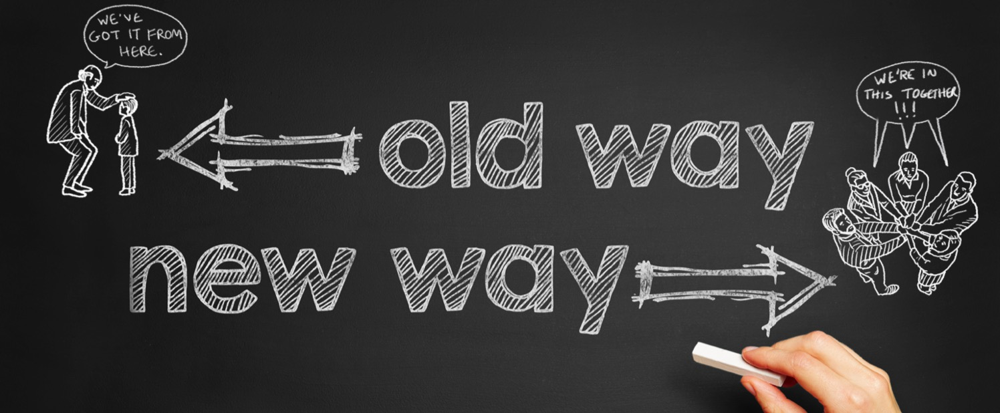 WE'VE
GOT IT FROM
HERE.
old way
WE'RE IN
THIS TOGETHER
!!!
new way